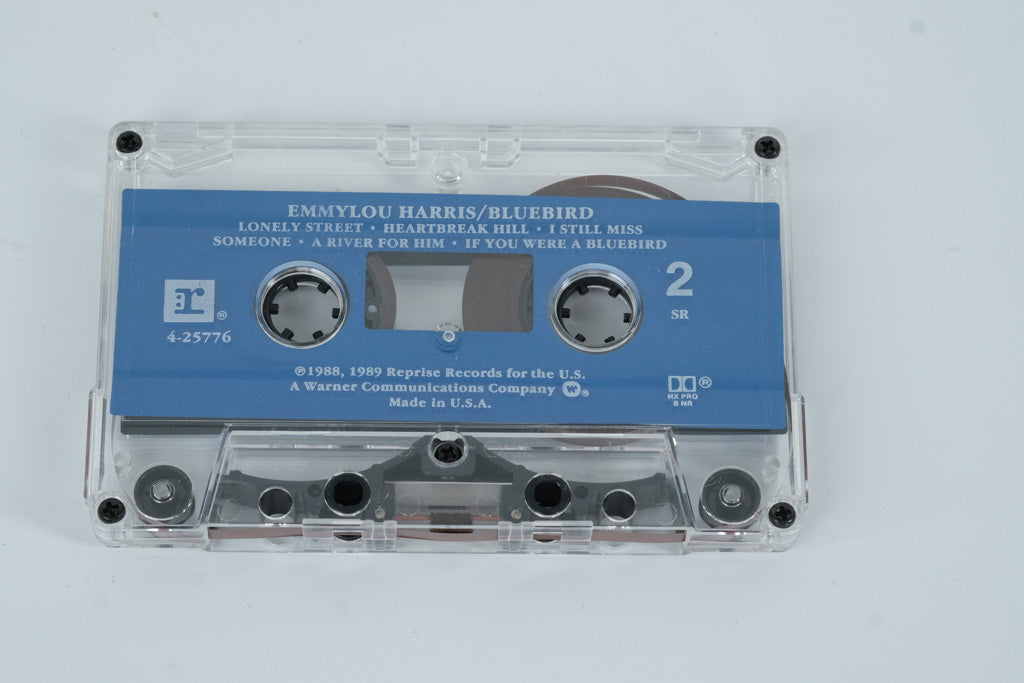 EMMYLOU HARRIS/BLUEBIRD
LONELY STREET • HEARTBREAK HILL • I STILL MISS
SOMEONE • A RIVER FOR HIM • IF YOU WERE A BLUEBIRD
r®
4-25776
2
SR
℗1988, 1989 Reprise Records for the U.S.
A Warner Communications Company W®
Made in U.S.A.
®
HX PRO
B NR